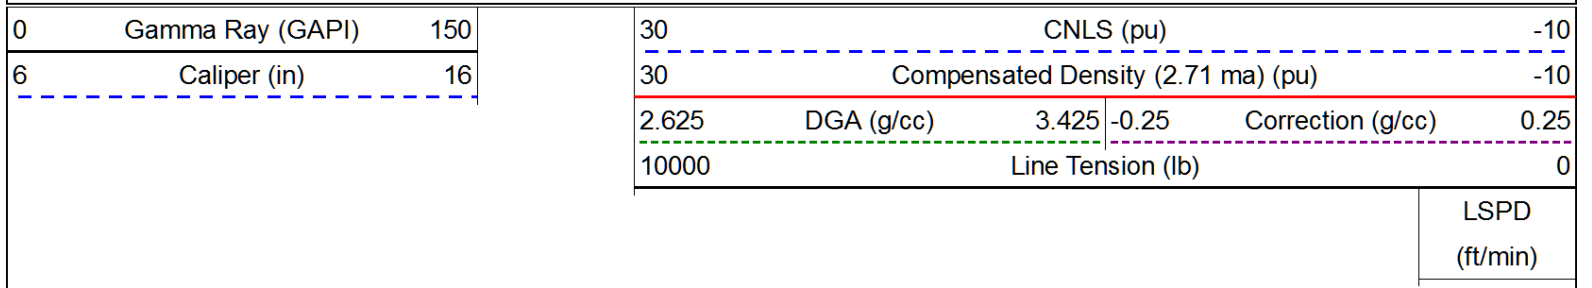 0 Gamma Ray (GAPI) 150 30 CNLS (pu) -10
6 Caliper (in) 16 30 Compensated Density (2.71 ma) (pu) -10
2.625 DGA (g/cc) 3.425 -0.25 Correction (g/cc) 0.25
10000 Line Tension (lb) 0
LSPD
(ft/min)